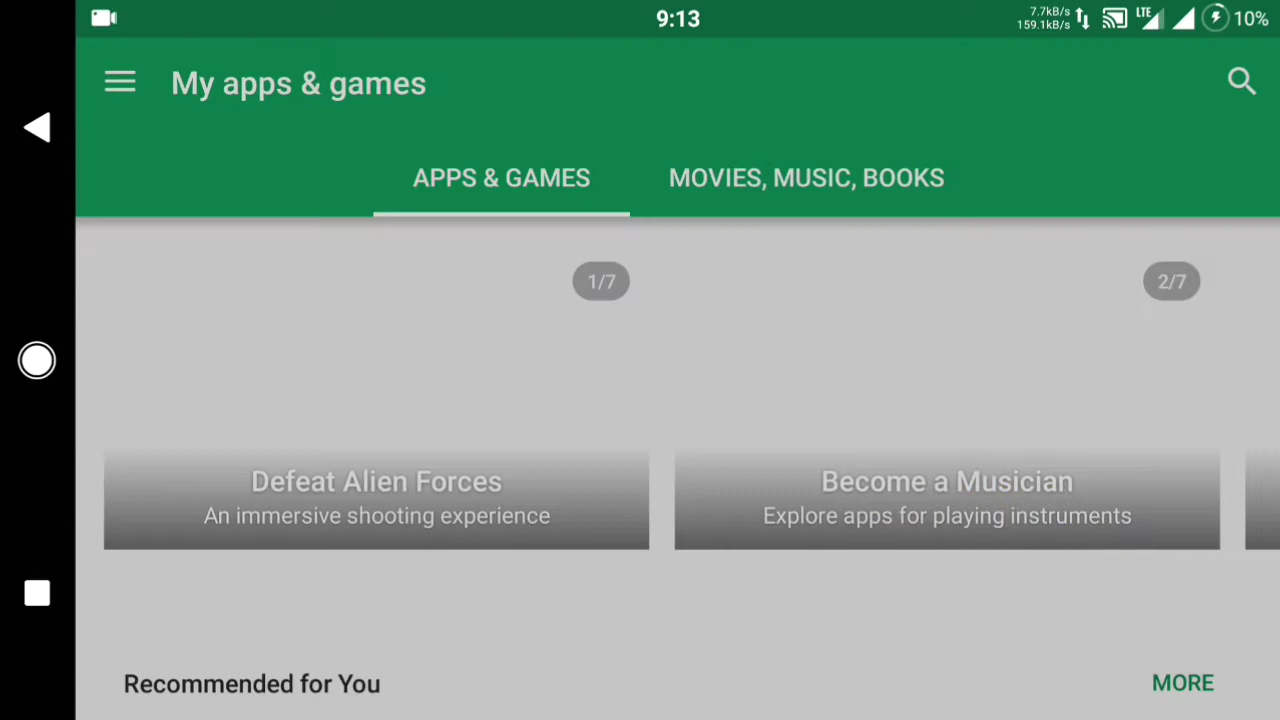 9:13
7.7kB/s
159.1kB/s
LTE
10%
My apps & games
APPS & GAMES
MOVIES, MUSIC, BOOKS
1/7
2/7
Defeat Alien Forces
An immersive shooting experience
Become a Musician
Explore apps for playing instruments
Recommended for You
MORE